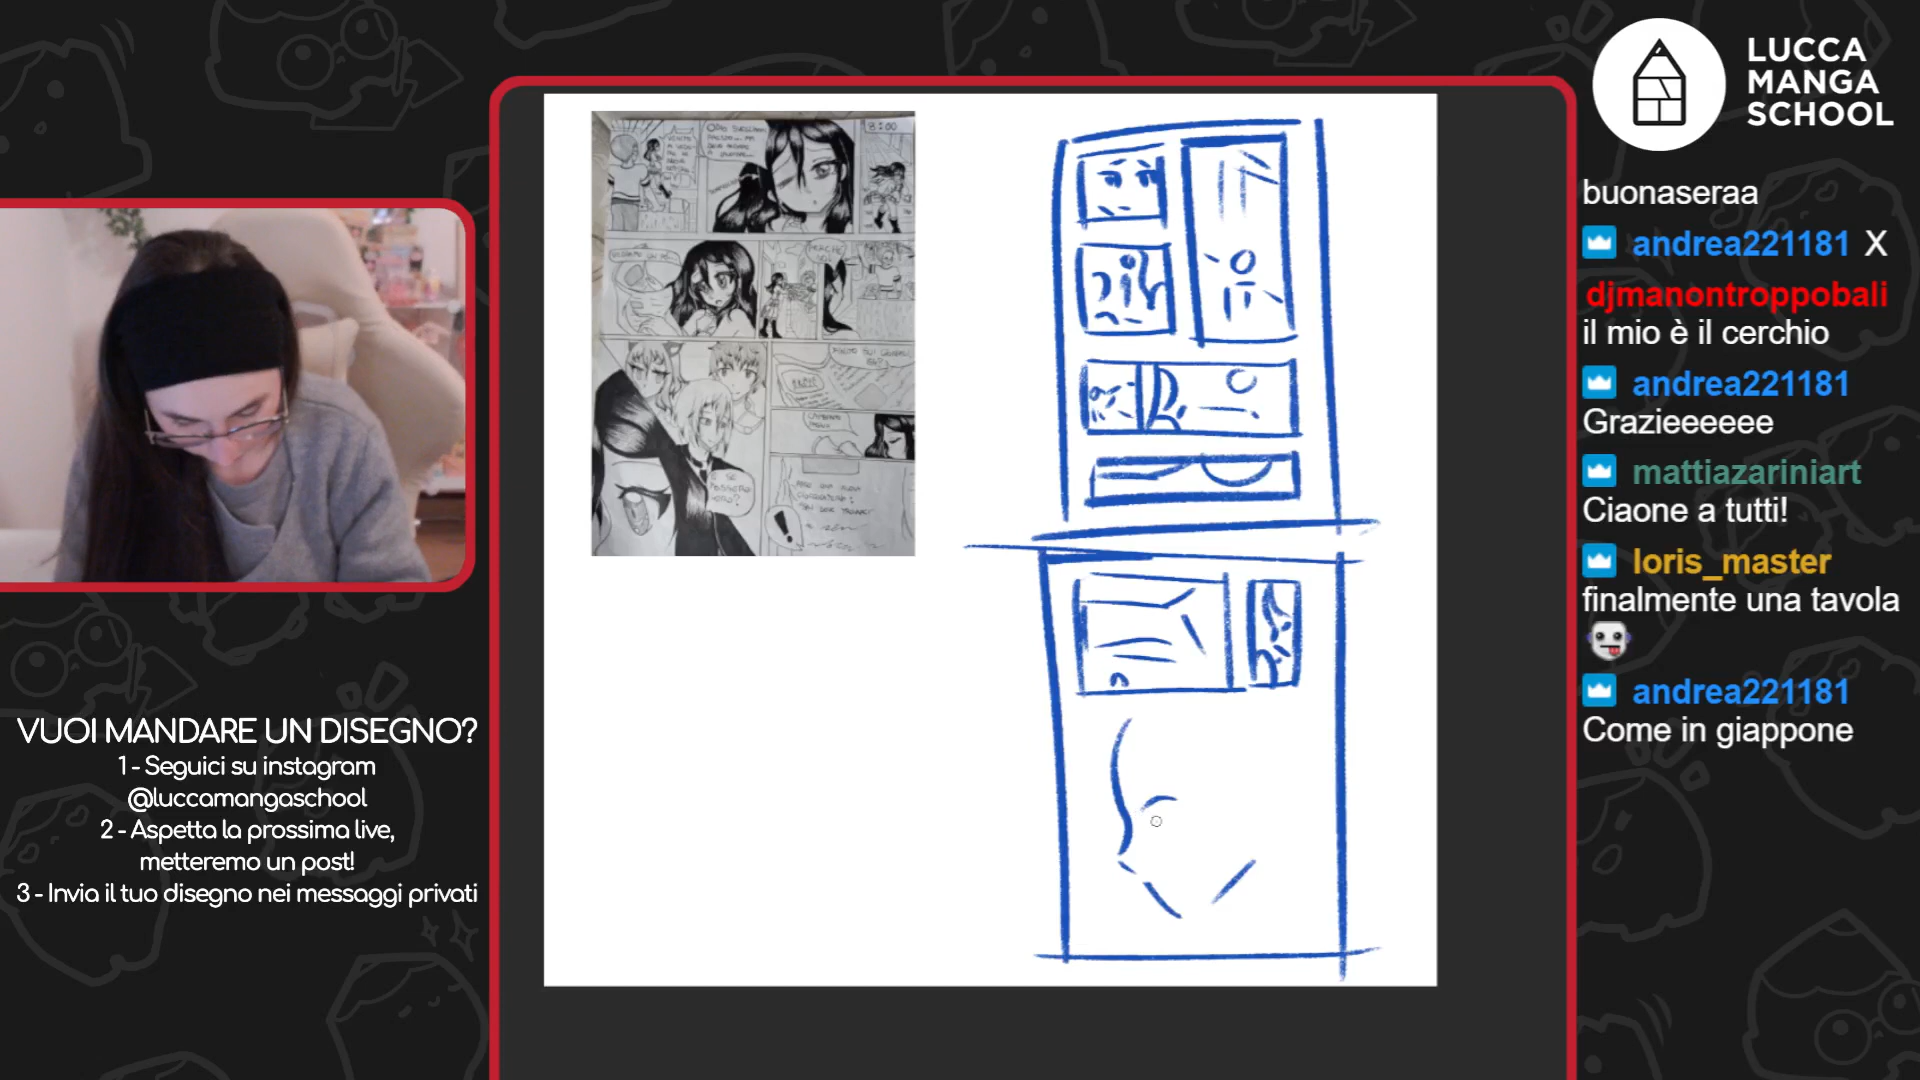 LUCCA
MANGA
SCHOOL
buonaseraa
andrea221181 X
djmanontroppobali
il mio è il cerchio
andrea221181
Grazieeeeee
mattiazariniart
Ciaone a tutti!
loris_master
finalmente una tavola
andrea221181
Come in giappone
VUOI MANDARE UN DISEGNO?
1 - Seguici su instagram
@luccamangaschool
2 - Aspetta la prossima live,
metteremo un post!
3 - Invia il tuo disegno nei messaggi privati
8:00